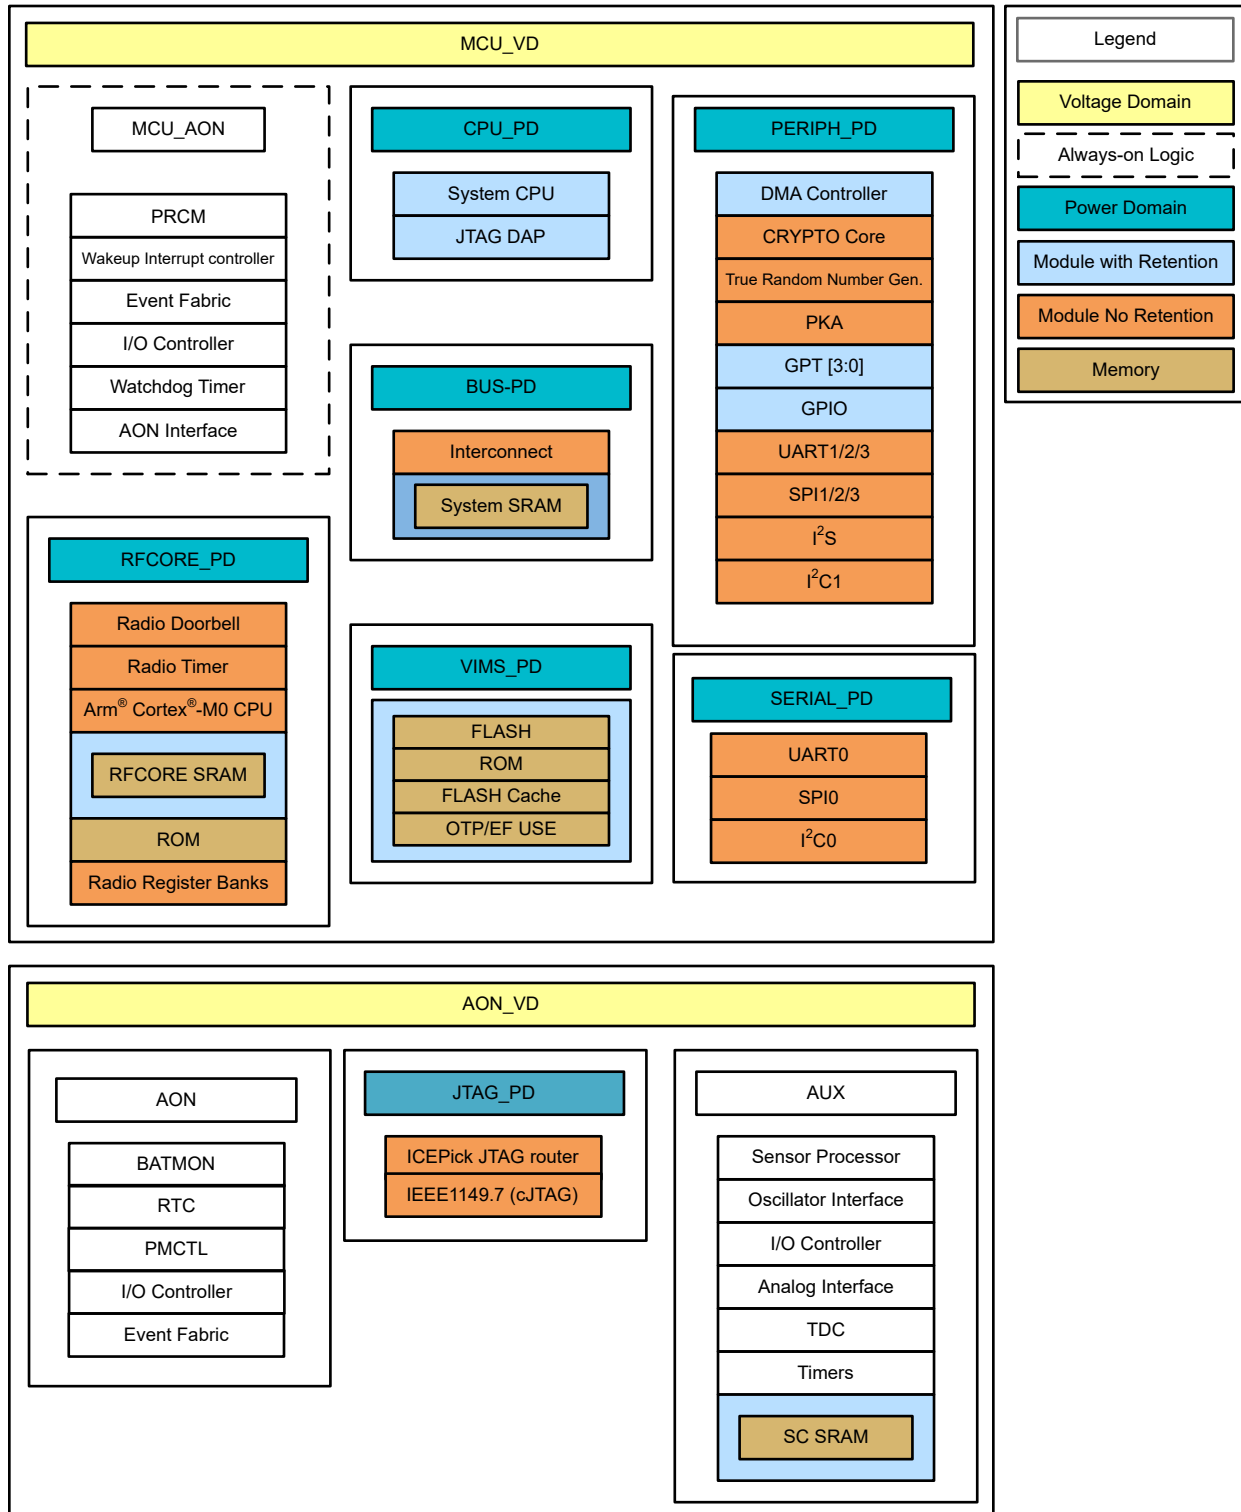 MCU_VD
MCU_AON
PRCM
Wakeup Interrupt controller
Event Fabric
I/O Controller
Watchdog Timer
AON Interface
RFCORE_PD
Radio Doorbell
Radio Timer
Arm® Cortex®-M0 CPU
RFCORE SRAM
ROM
Radio Register Banks
CPU_PD
System CPU
JTAG DAP
BUS-PD
Interconnect
System SRAM
VIMS_PD
FLASH
ROM
FLASH Cache
OTP/EF USE
PERIPH_PD
DMA Controller
CRYPTO Core
True Random Number Gen.
PKA
GPT [3:0]
GPIO
UART1/2/3
SPI1/2/3
I²S
I²C1
SERIAL_PD
UART0
SPI0
I²C0
Legend
Voltage Domain
Always-on Logic
Power Domain
Module with Retention
Module No Retention
Memory
AON_VD
AON
BATMON
RTC
PMCTL
I/O Controller
Event Fabric
JTAG_PD
ICEPick JTAG router
IEEE1149.7 (cJTAG)
AUX
Sensor Processor
Oscillator Interface
I/O Controller
Analog Interface
TDC
Timers
SC SRAM